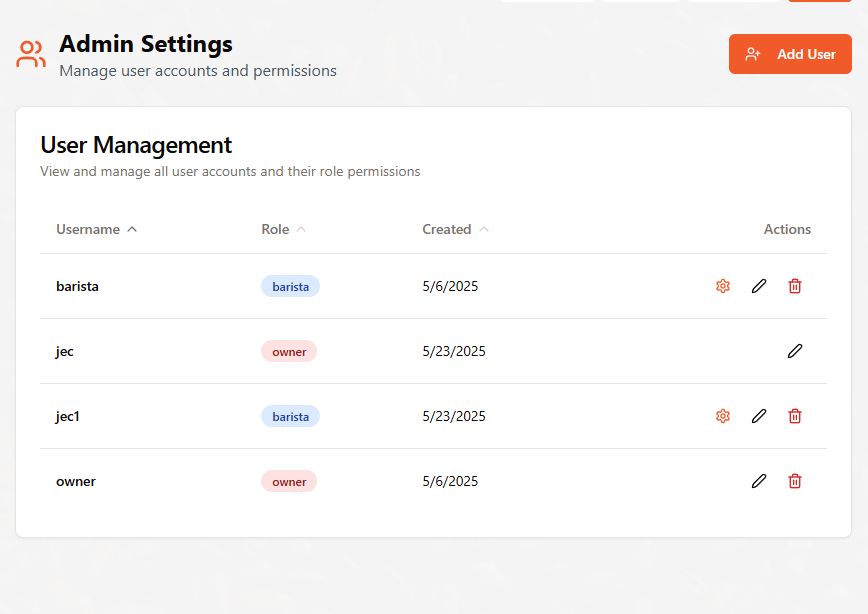 Admin Settings
Manage user accounts and permissions
Add User
User Management
View and manage all user accounts and their role permissions
Username Role Created Actions
barista barista 5/6/2025
jec owner 5/23/2025
jec1 barista 5/23/2025
owner owner 5/6/2025